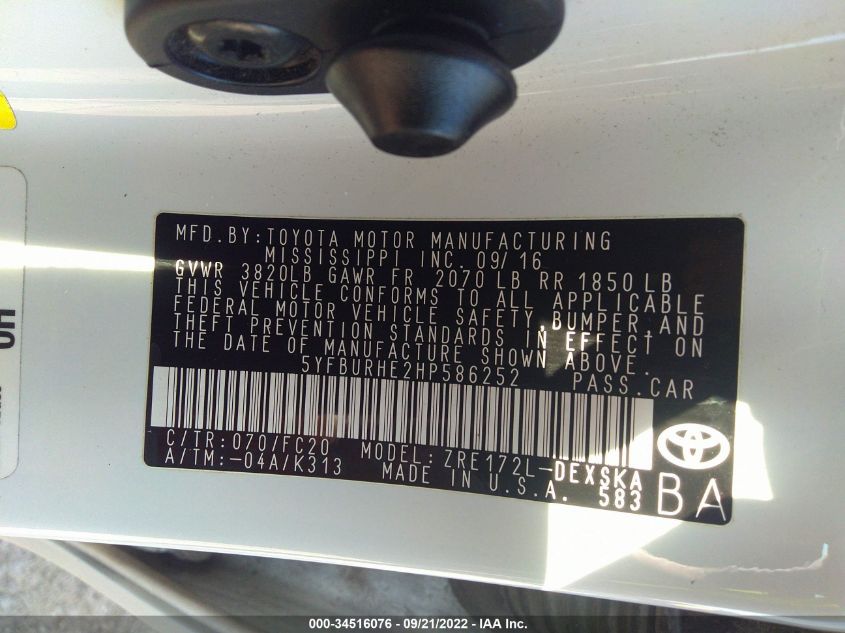 MFD.BY:TOYOTA MOTOR MANUFACTURING
MISSISSIPPI INC. 09/16
GVWR 3820LB GAWR FR 2070 LB RR 1850 LB
THIS VEHICLE CONFORMS TO ALL APPLICABLE
FEDERAL MOTOR VEHICLE SAFETY, BUMPER, AND
THEFT PREVENTION STANDARDS IN EFFECT ON
THE DATE OF MANUFACTURE SHOWN ABOVE.
5YFBURHE2HP586252 PASS.CAR
C/TR:070/FC20 MODEL:ZRE172L-DEXSKA
A/TM:-04A/K313 MADE IN U.S.A. 583
BA
000-34516076 - 09/21/2022 - IAA Inc.